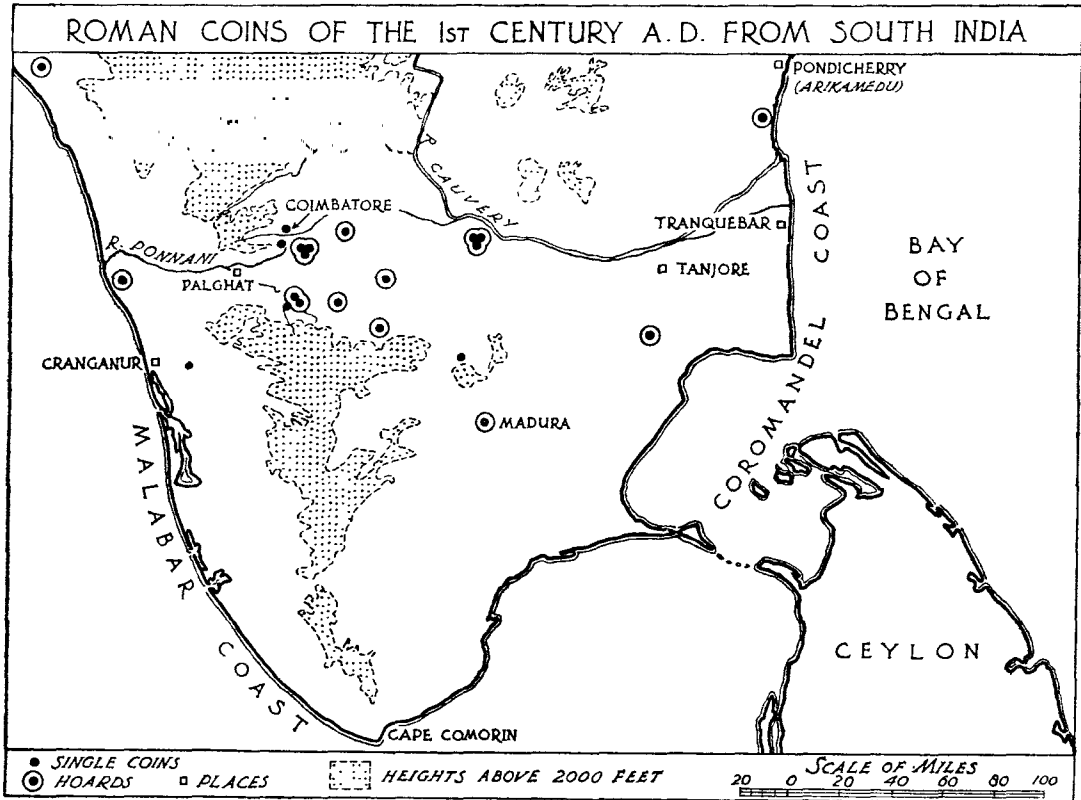 ROMAN COINS OF THE 1ST CENTURY A.D. FROM SOUTH INDIA
PONDICHERRY
(ARIKAMEDU)
R. CAUVERY
COIMBATORE
TRANQUEBAR
R. PONNANI
PALGHAT
TANJORE
BAY
OF
BENGAL
CRANGANUR
MADURA
COROMANDEL COAST
MALABAR COAST
CEYLON
CAPE COMORIN
SINGLE COINS
HOARDS
PLACES
HEIGHTS ABOVE 2000 FEET
SCALE OF MILES
20 0 20 40 60 80 100